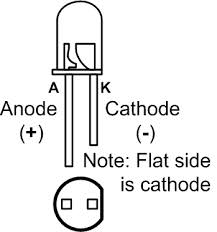 A K
Anode Cathode
(+) (-)
Note: Flat side
is cathode